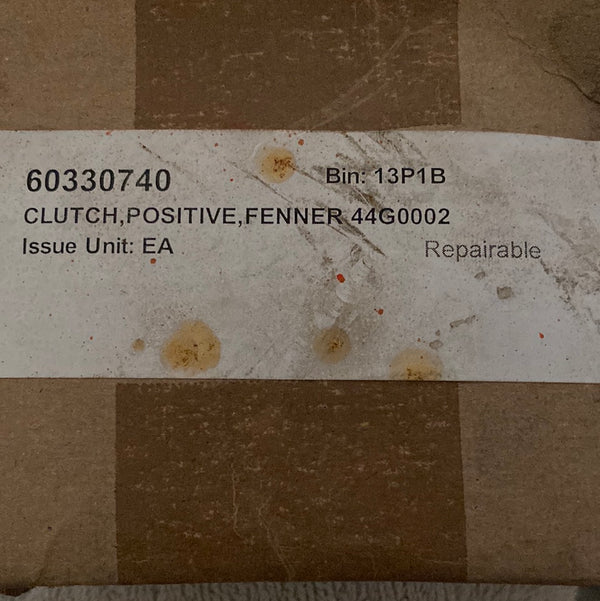 60330740 Bin: 13P1B
CLUTCH,POSITIVE,FENNER 44G0002
Issue Unit: EA Repairable